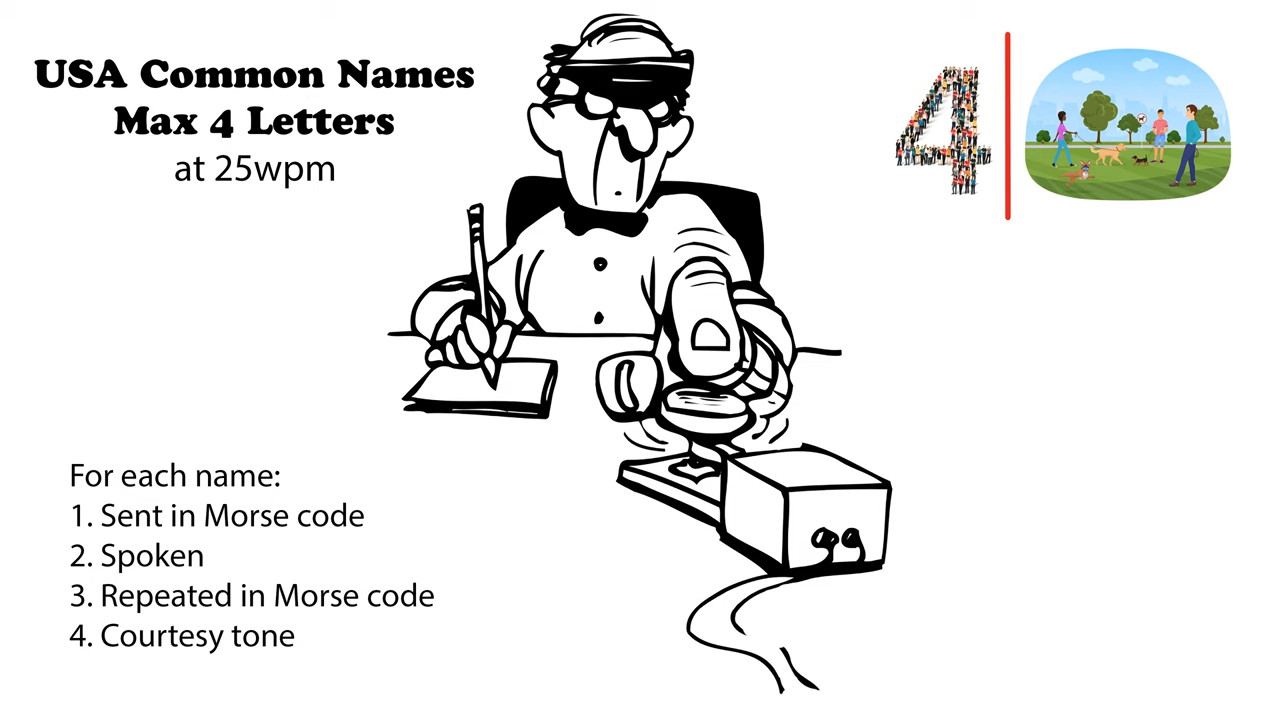 USA Common Names
Max 4 Letters
at 25wpm
4
For each name:
1. Sent in Morse code
2. Spoken
3. Repeated in Morse code
4. Courtesy tone